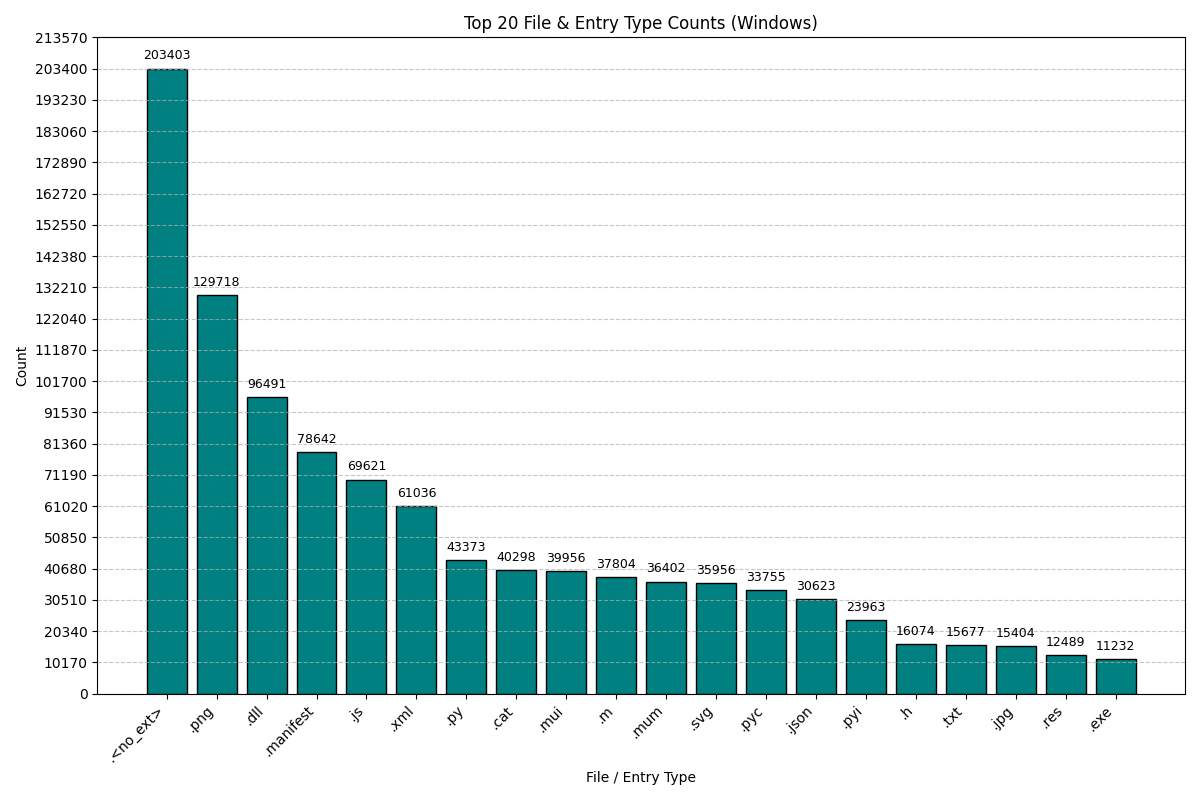 Top 20 File & Entry Type Counts (Windows)
213570
203400
193230
183060
172890
162720
152550
142380
132210
122040
111870
101700
91530
81360
71190
61020
50850
40680
30510
20340
10170
0
Count
203403
129718
96491
78642
69621
61036
43373
40298
39956
37804
36402
35956
33755
30623
23963
16074
15677
15404
12489
11232
.<no_ext>
.png
.dll
.manifest
.js
.xml
.py
.cat
.mui
.m
.mum
.svg
.pyc
.json
.pyi
.h
.txt
.jpg
.res
.exe
File / Entry Type